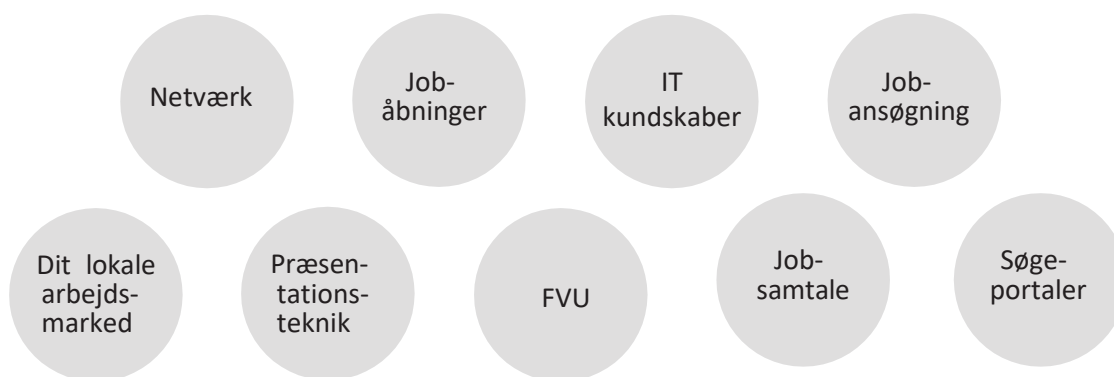 Netværk
Job-
åbninger
IT
kundskaber
Job-
ansøgning
Dit lokale
arbejds-
marked
Præsen-
tations-
teknik
FVU
Job-
samtale
Søge-
portaler